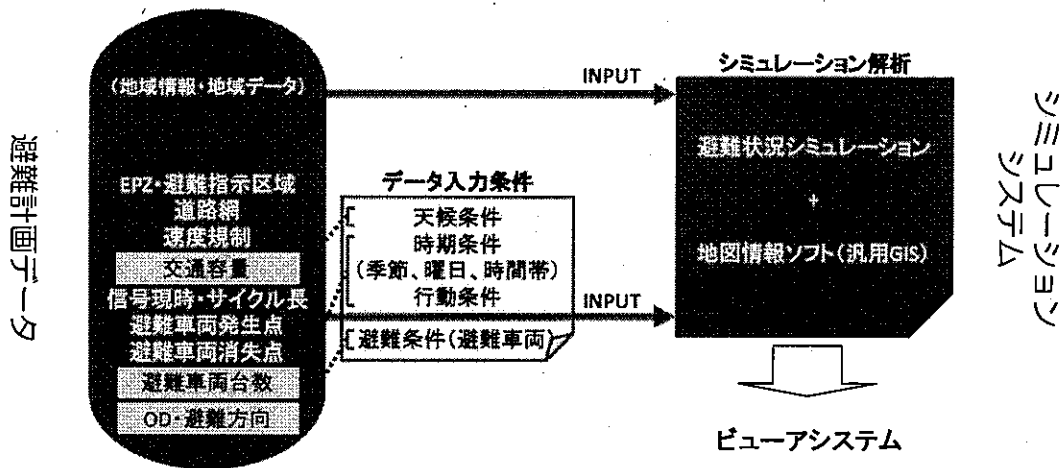 避難計画データ
(地域情報・地域データ)
EPZ・避難指示区域
道路網
速度規制
交通容量
信号現時・サイクル長
避難車両発生点
避難車両消失点
避難車両台数
OD・避難方向
データ入力条件
天候条件
時期条件
(季節、曜日、時間帯)
行動条件
避難条件(避難車両)
INPUT
INPUT
シミュレーション解析
避難状況シミュレーション
+
地図情報ソフト(汎用GIS)
ビューアシステム
シミュレーション
システム